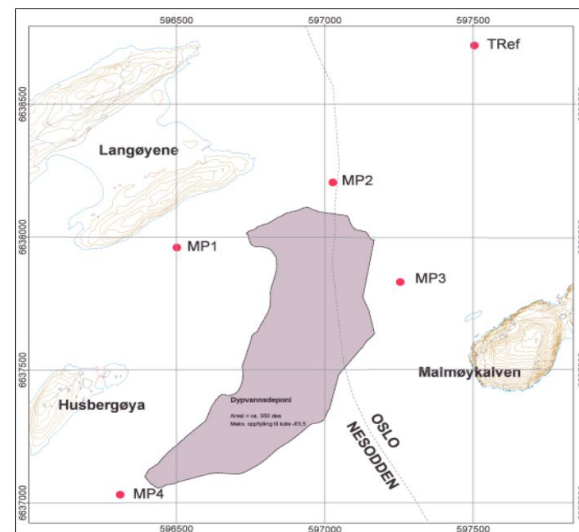 596500 597000 597500
TRef
6638500
Langøyene
MP2
6638000
MP1
MP3
Malmøykalven
6637500
Husbergøya
Dypvannsdeponi
Areal = ca. 350 daa
Maks. oppfylling til kote -63,5
OSLO
NESODDEN
MP4
6637000
596500 597000 597500